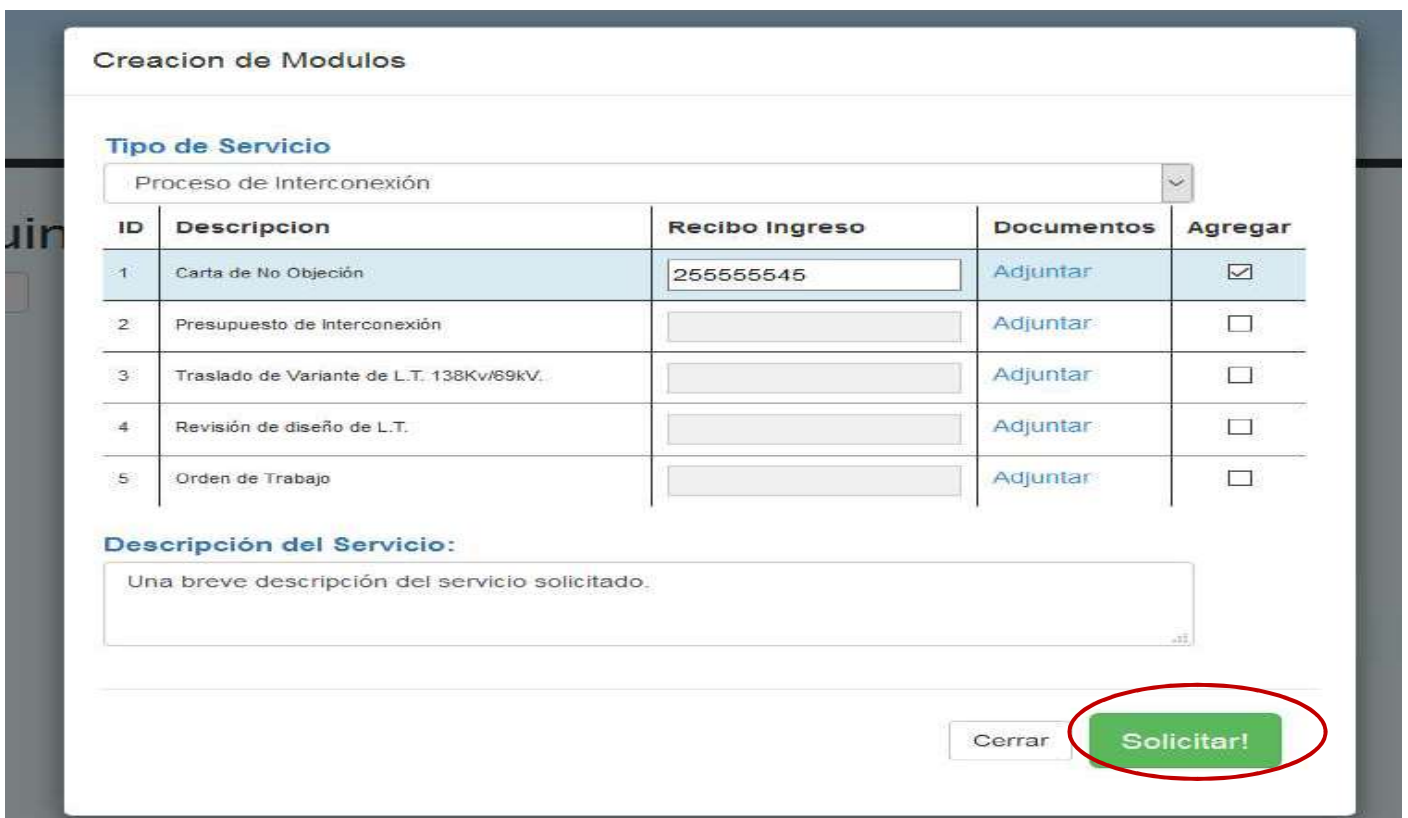 Creacion de Modulos
Tipo de Servicio
Proceso de Interconexión
ID Descripcion Recibo Ingreso Documentos Agregar
1 Carta de No Objeción 255555545 Adjuntar
2 Presupuesto de Interconexión Adjuntar
3 Traslado de Variante de L.T. 138Kv/69kV. Adjuntar
4 Revisión de diseño de L.T. Adjuntar
5 Orden de Trabajo Adjuntar
Descripción del Servicio:
Una breve descripción del servicio solicitado.
Cerrar Solicitar!